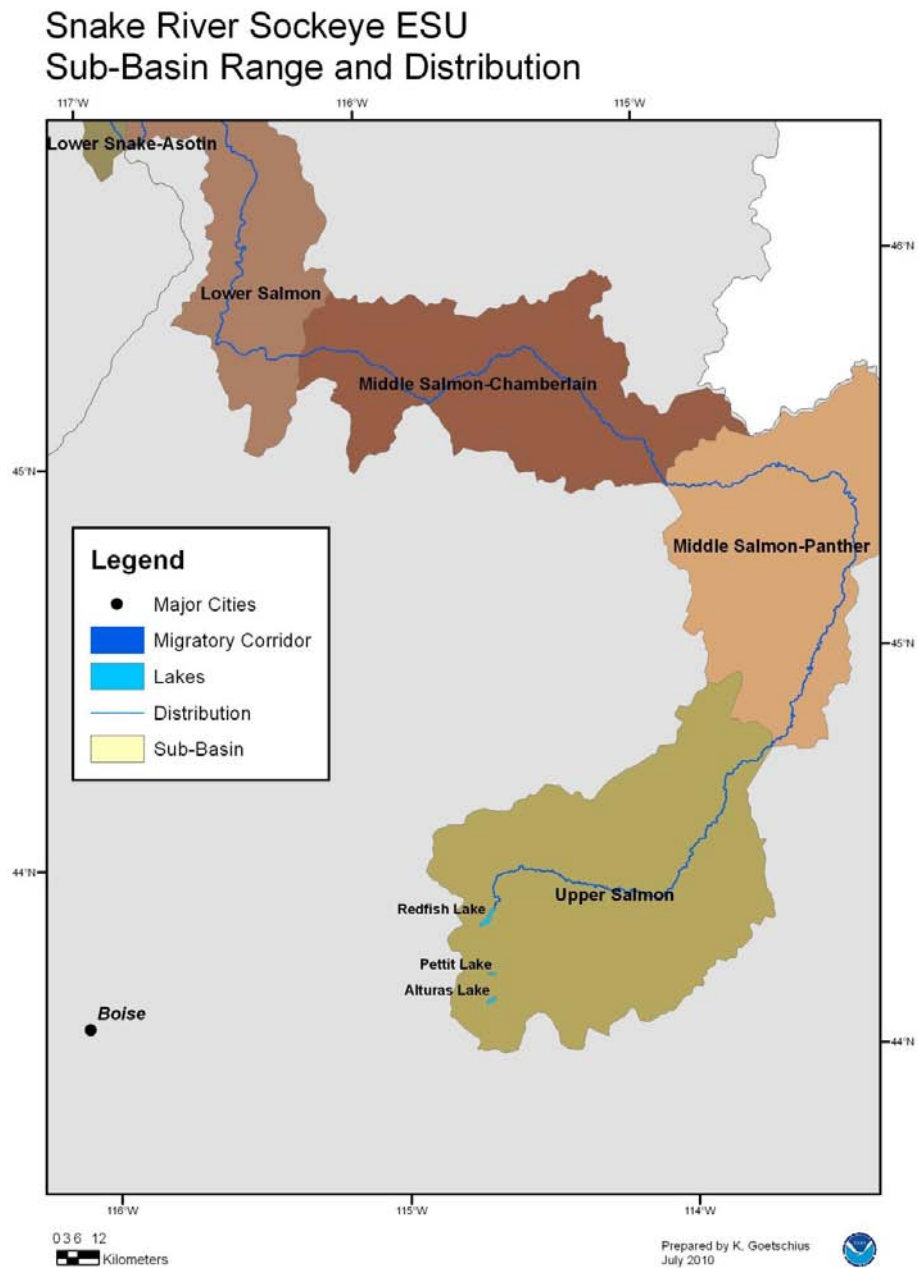 Snake River Sockeye ESU
Sub-Basin Range and Distribution
117°W
116°W
115°W
Lower Snake-Asotin
46°N
Lower Salmon
Middle Salmon-Chamberlain
45°N
Middle Salmon-Panther
Legend
Major Cities
Migratory Corridor
Lakes
Distribution
Sub-Basin
45°N
44°N
Upper Salmon
Redfish Lake
Pettit Lake
Alturas Lake
Boise
44°N
116°W
115°W
114°W
0 3 6 12
Kilometers
Prepared by K. Goetschius
July 2010